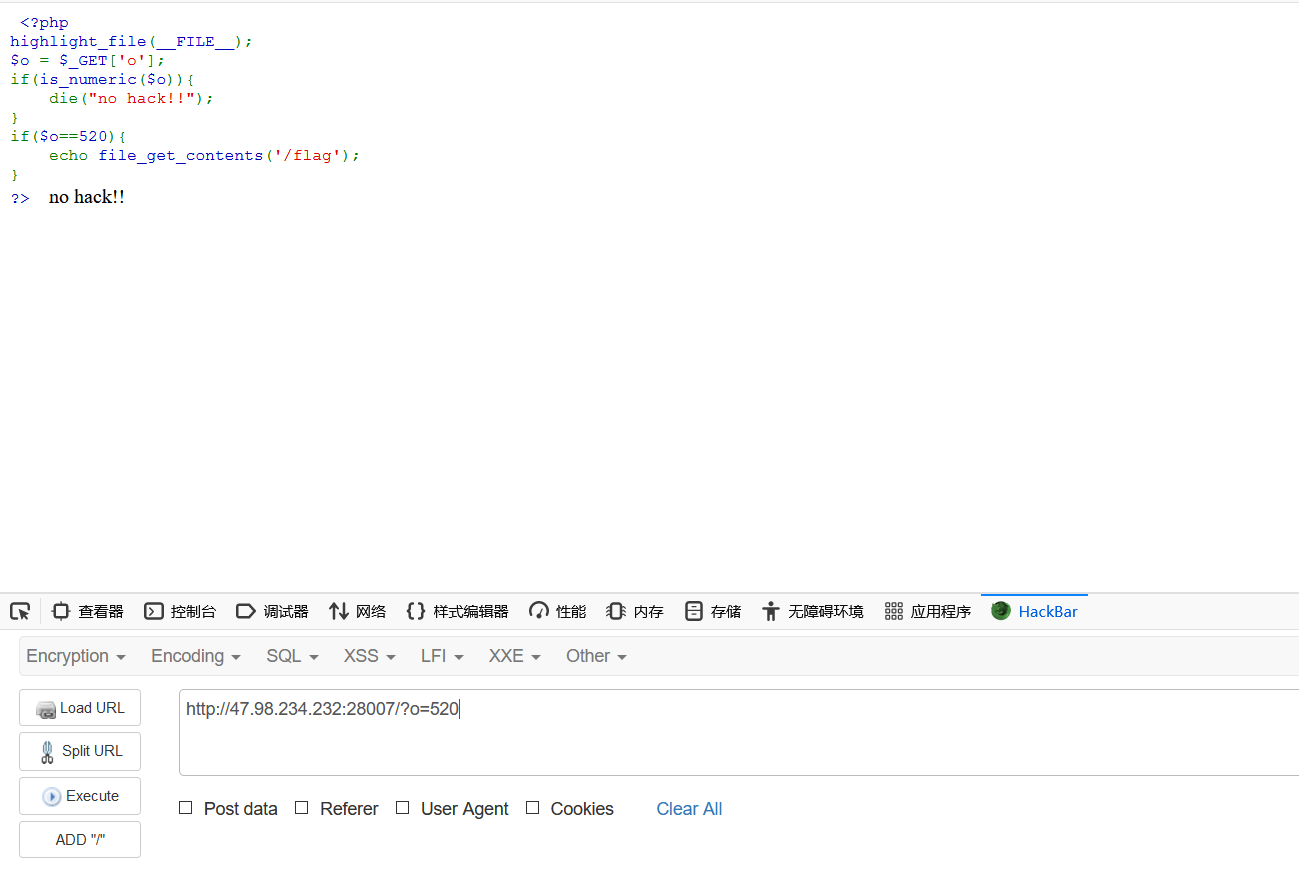 <?php
highlight_file(__FILE__);
$o = $_GET['o'];
if(is_numeric($o)){
    die("no hack!!");
}
if($o==520){
    echo file_get_contents('/flag');
}
?> no hack!!
查看器 控制台 调试器 网络 样式编辑器 性能 内存 存储 无障碍环境 应用程序 HackBar
Encryption Encoding SQL XSS LFI XXE Other
Load URL
http://47.98.234.232:28007/?o=520
Split URL
Execute
Post data Referer User Agent Cookies Clear All
ADD "/"